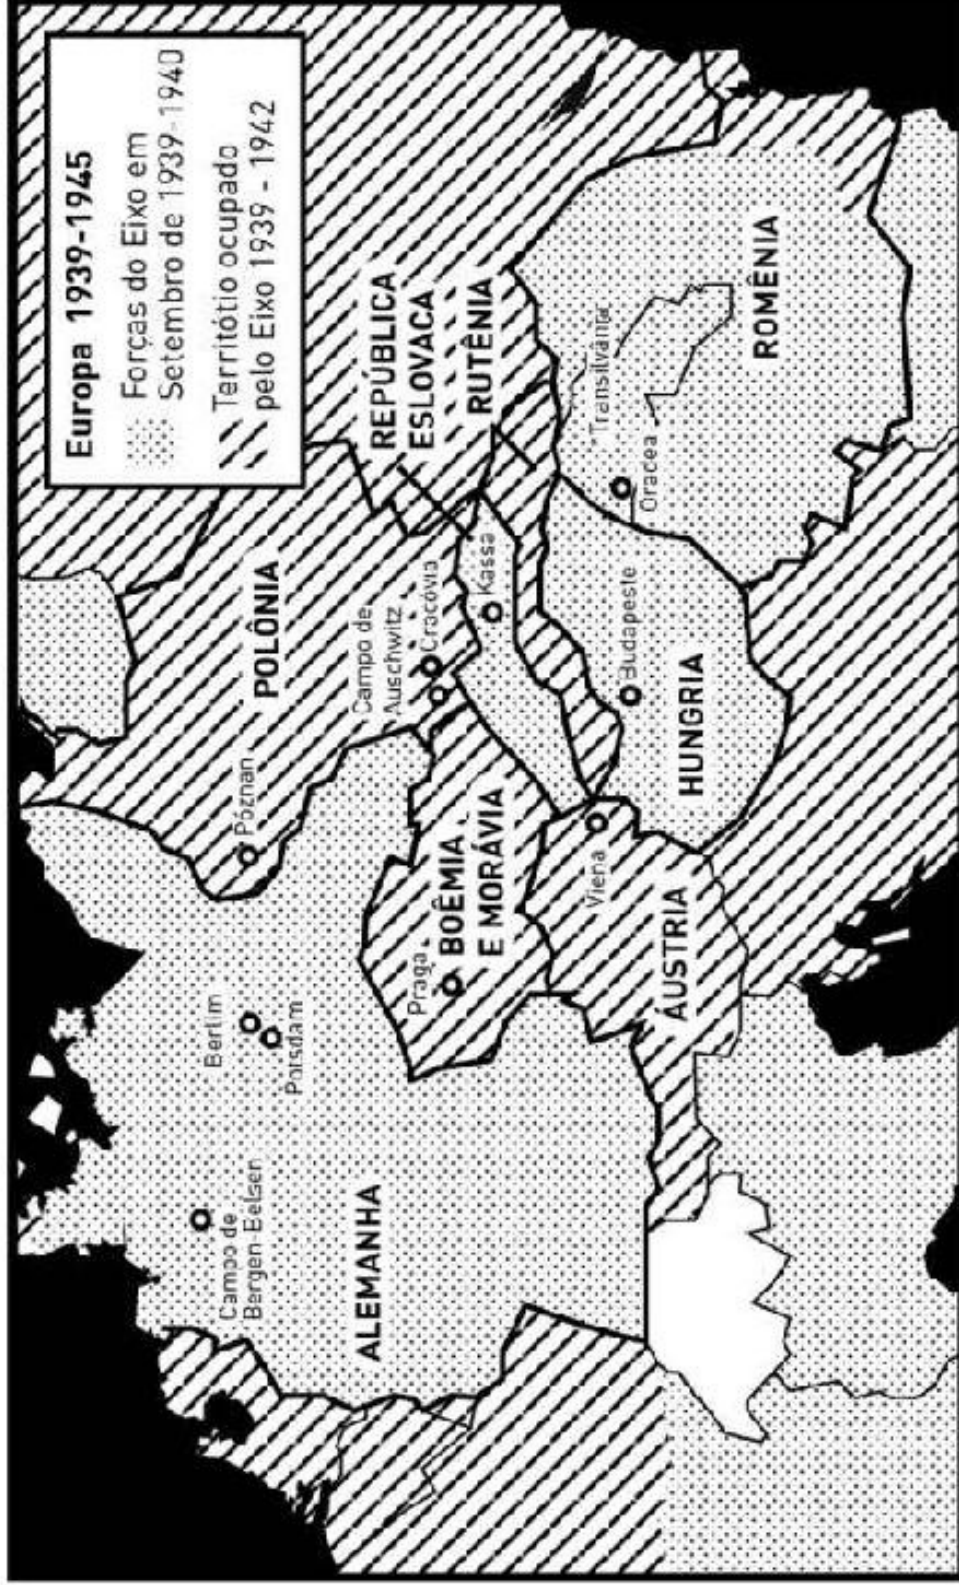 Europa 1939-1945
Forças do Eixo em
Setembro de 1939-1940
Territótio ocupado
pelo Eixo 1939 - 1942
POLÔNIA
Póznan
Berlim
Potsdam
Campo de
Bergen-Belsen
ALEMANHA
Campo de
Auschwitz
Cracóvia
REPÚBLICA
ESLOVACA
RUTÊNIA
Kassa
Praga
BOÊMIA
E MORÁVIA
Viena
ÁUSTRIA
Budapeste
HUNGRIA
Oracea
"Transilvânia"
ROMÊNIA